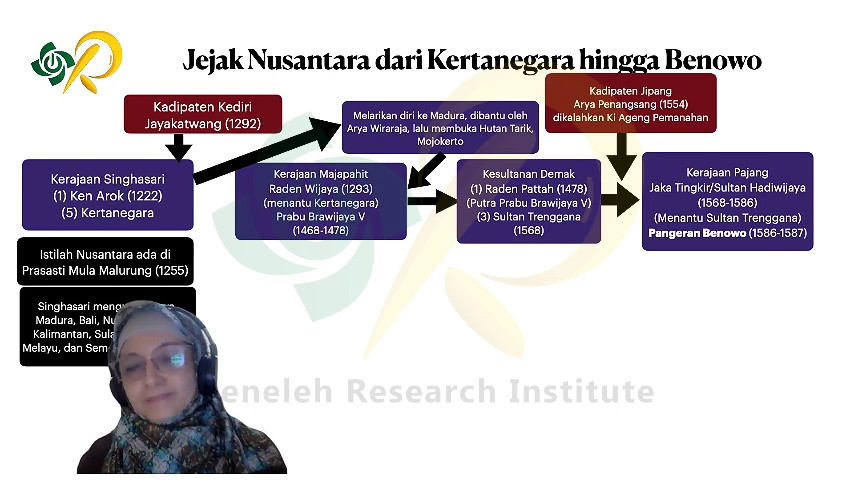 Jejak Nusantara dari Kertanegara hingga Benowo
Kadipaten Kediri
Jayakatwang (1292)
Melarikan diri ke Madura, dibantu oleh
Arya Wiraraja, lalu membuka Hutan Tarik,
Mojokerto
Kadipaten Jipang
Arya Penangsang (1554)
dikalahkan Ki Ageng Pemanahan
Kerajaan Singhasari
(1) Ken Arok (1222)
(5) Kertanegara
Kerajaan Majapahit
Raden Wijaya (1293)
(menantu Kertanegara)
Prabu Brawijaya V
(1468-1478)
Kesultanan Demak
(1) Raden Pattah (1478)
(Putra Prabu Brawijaya V)
(3) Sultan Trenggana
(1568)
Kerajaan Pajang
Jaka Tingkir/Sultan Hadiwijaya
(1568-1586)
(Menantu Sultan Trenggana)
Pangeran Benowo (1586-1587)
Istilah Nusantara ada di
Prasasti Mula Malurung (1255)
Singhasari
Madura, Bali,
Kalimantan,
Melayu, dan
Research Institute